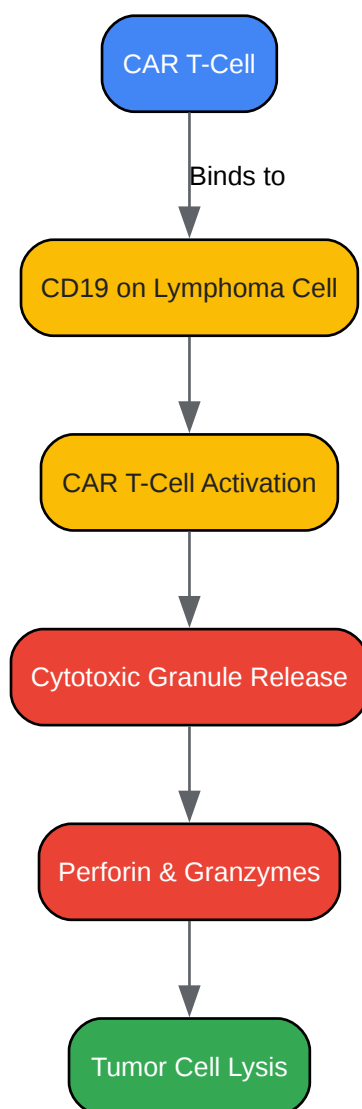 CAR T-Cell
Binds to
CD19 on Lymphoma Cell
CAR T-Cell Activation
Cytotoxic Granule Release
Perforin & Granzymes
Tumor Cell Lysis